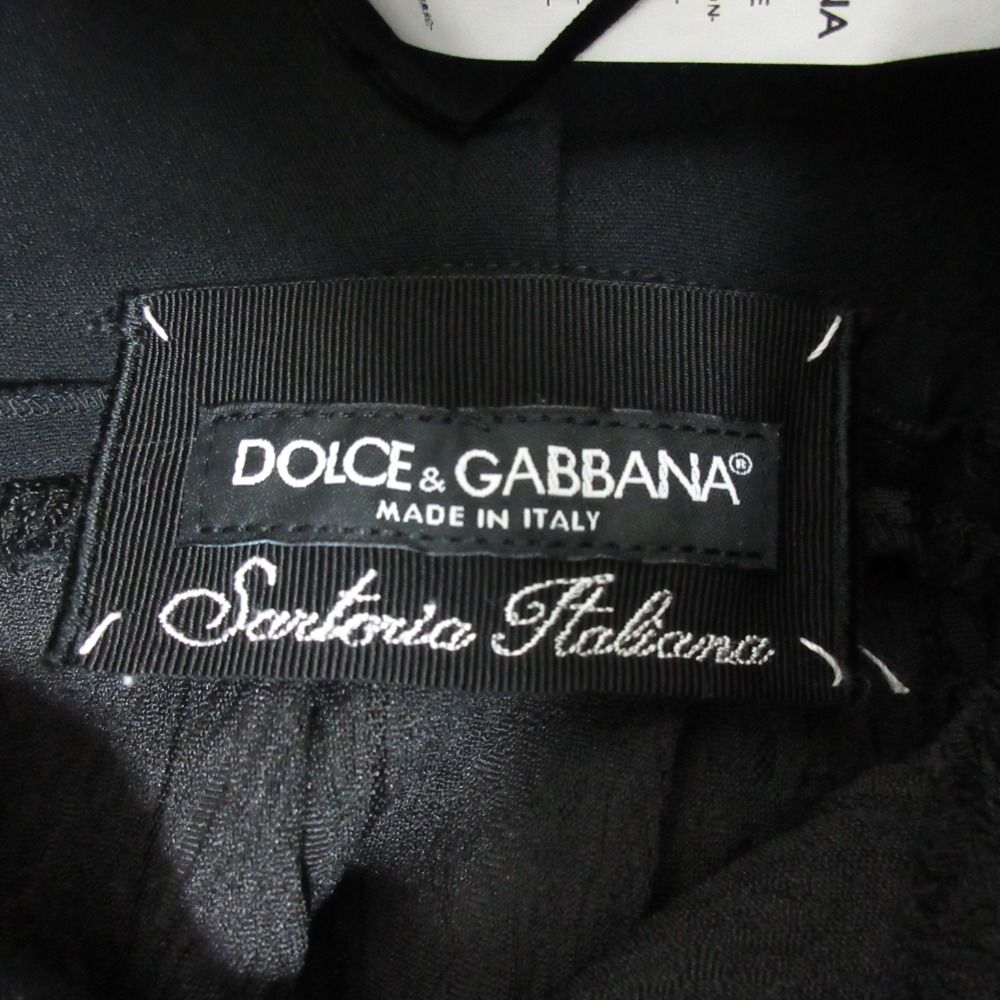 DOLCE & GABBANA®
MADE IN ITALY
Sartoria Italiana